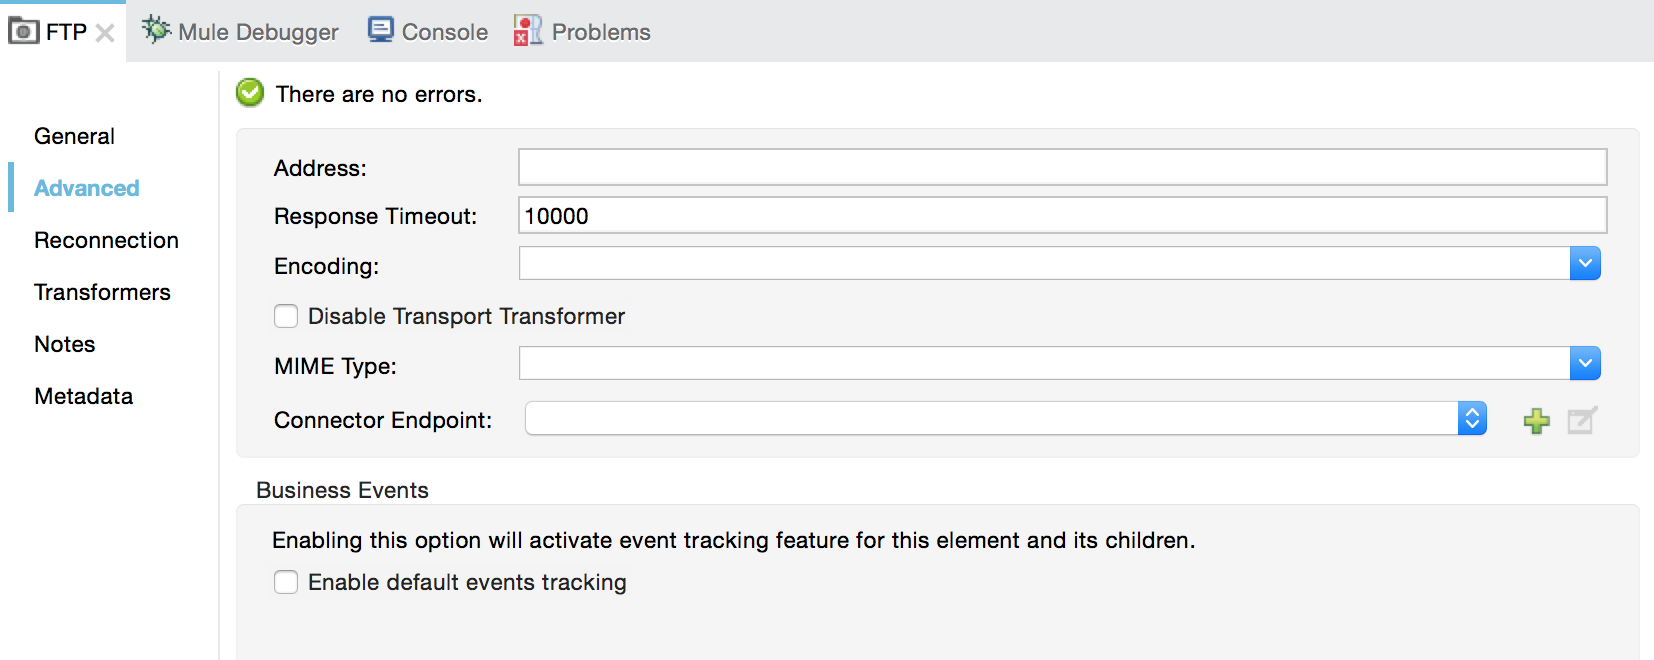 FTP Mule Debugger Console Problems
There are no errors.
General
Advanced
Reconnection
Transformers
Notes
Metadata
Address:
Response Timeout: 10000
Encoding:
Disable Transport Transformer
MIME Type:
Connector Endpoint:
Business Events
Enabling this option will activate event tracking feature for this element and its children.
Enable default events tracking